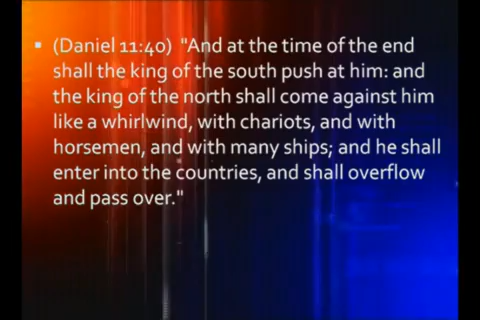 (Daniel 11:40) "And at the time of the end
shall the king of the south push at him: and
the king of the north shall come against him
like a whirlwind, with chariots, and with
horsemen, and with many ships; and he shall
enter into the countries, and shall overflow
and pass over."